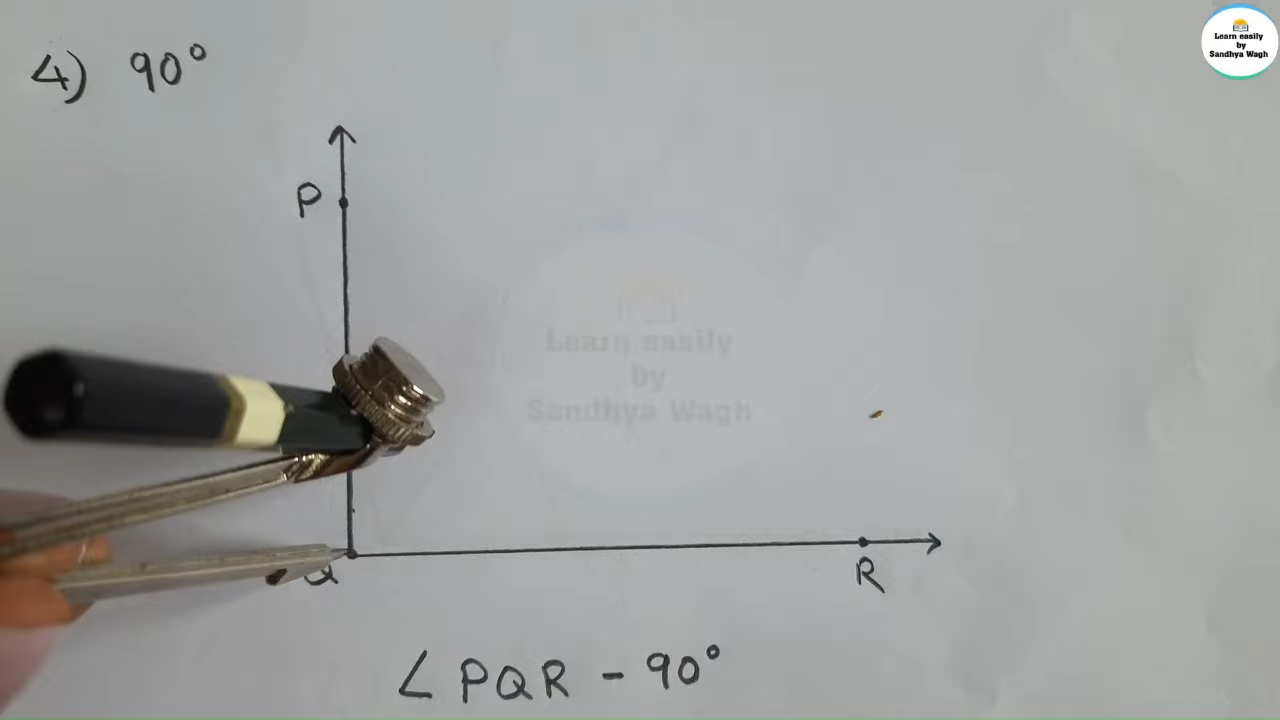 4) 90°
Learn easily
by
Sandhya Wagh
P
Learn easily
by
Sandhya Wagh
Q
R
∠ PQR - 90°